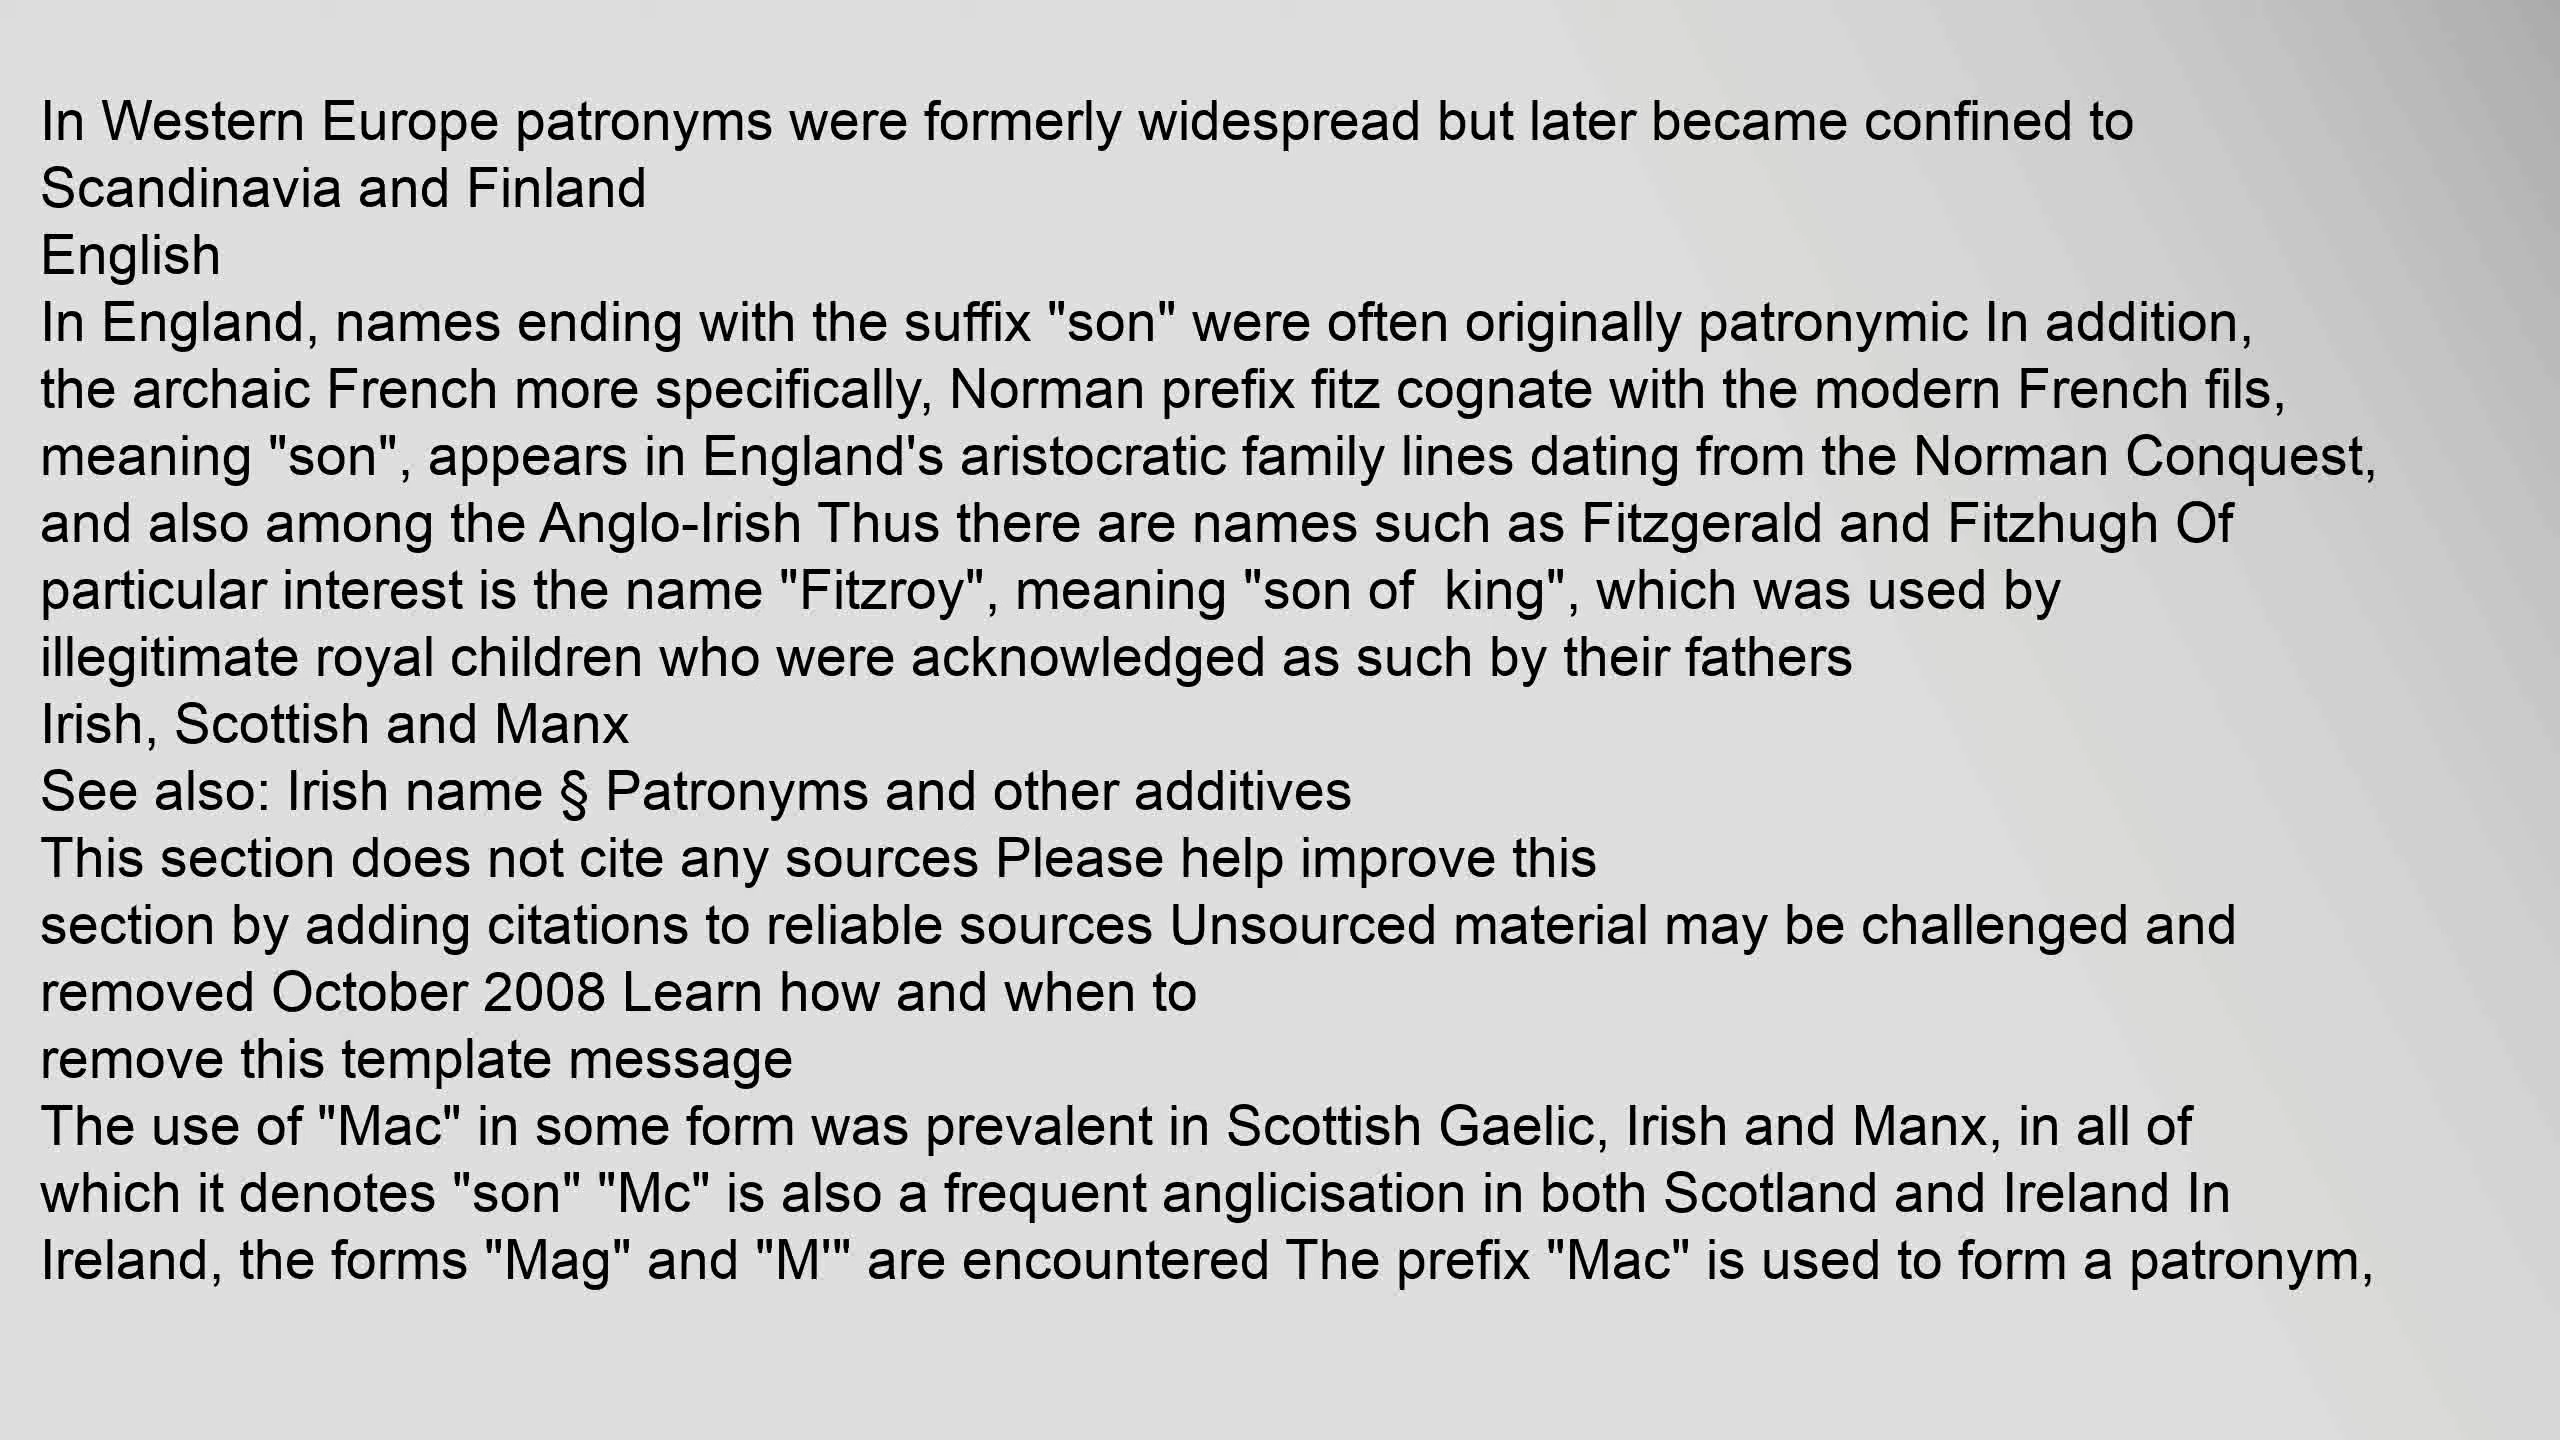 In Western Europe patronyms were formerly widespread but later became confined to
Scandinavia and Finland
English
In England, names ending with the suffix "son" were often originally patronymic In addition,
the archaic French more specifically, Norman prefix fitz cognate with the modern French fils,
meaning "son", appears in England's aristocratic family lines dating from the Norman Conquest,
and also among the Anglo-Irish Thus there are names such as Fitzgerald and Fitzhugh Of
particular interest is the name "Fitzroy", meaning "son of  king", which was used by
illegitimate royal children who were acknowledged as such by their fathers
Irish, Scottish and Manx
See also: Irish name § Patronyms and other additives
This section does not cite any sources Please help improve this
section by adding citations to reliable sources Unsourced material may be challenged and
removed October 2008 Learn how and when to
remove this template message
The use of "Mac" in some form was prevalent in Scottish Gaelic, Irish and Manx, in all of
which it denotes "son" "Mc" is also a frequent anglicisation in both Scotland and Ireland In
Ireland, the forms "Mag" and "M'" are encountered The prefix "Mac" is used to form a patronym,